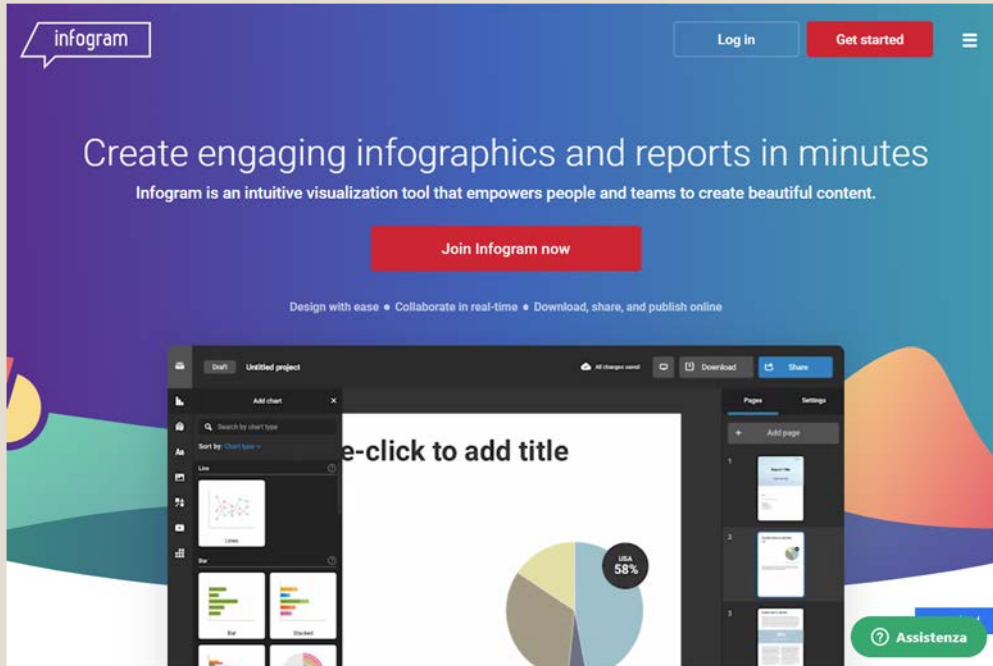 infogram
Log in
Get started
Create engaging infographics and reports in minutes
Infogram is an intuitive visualization tool that empowers people and teams to create beautiful content.
Join Infogram now
Design with ease ● Collaborate in real-time ● Download, share, and publish online
Draft
Untitled project
All changes saved
Download
Share
Add chart
Pages
Settings
Search by chart type
Add page
Sort by: Chart type
e-click to add title
Line
1
Lines
2
Bar
USA
58%
Bar
Stacked
3
Assistenza